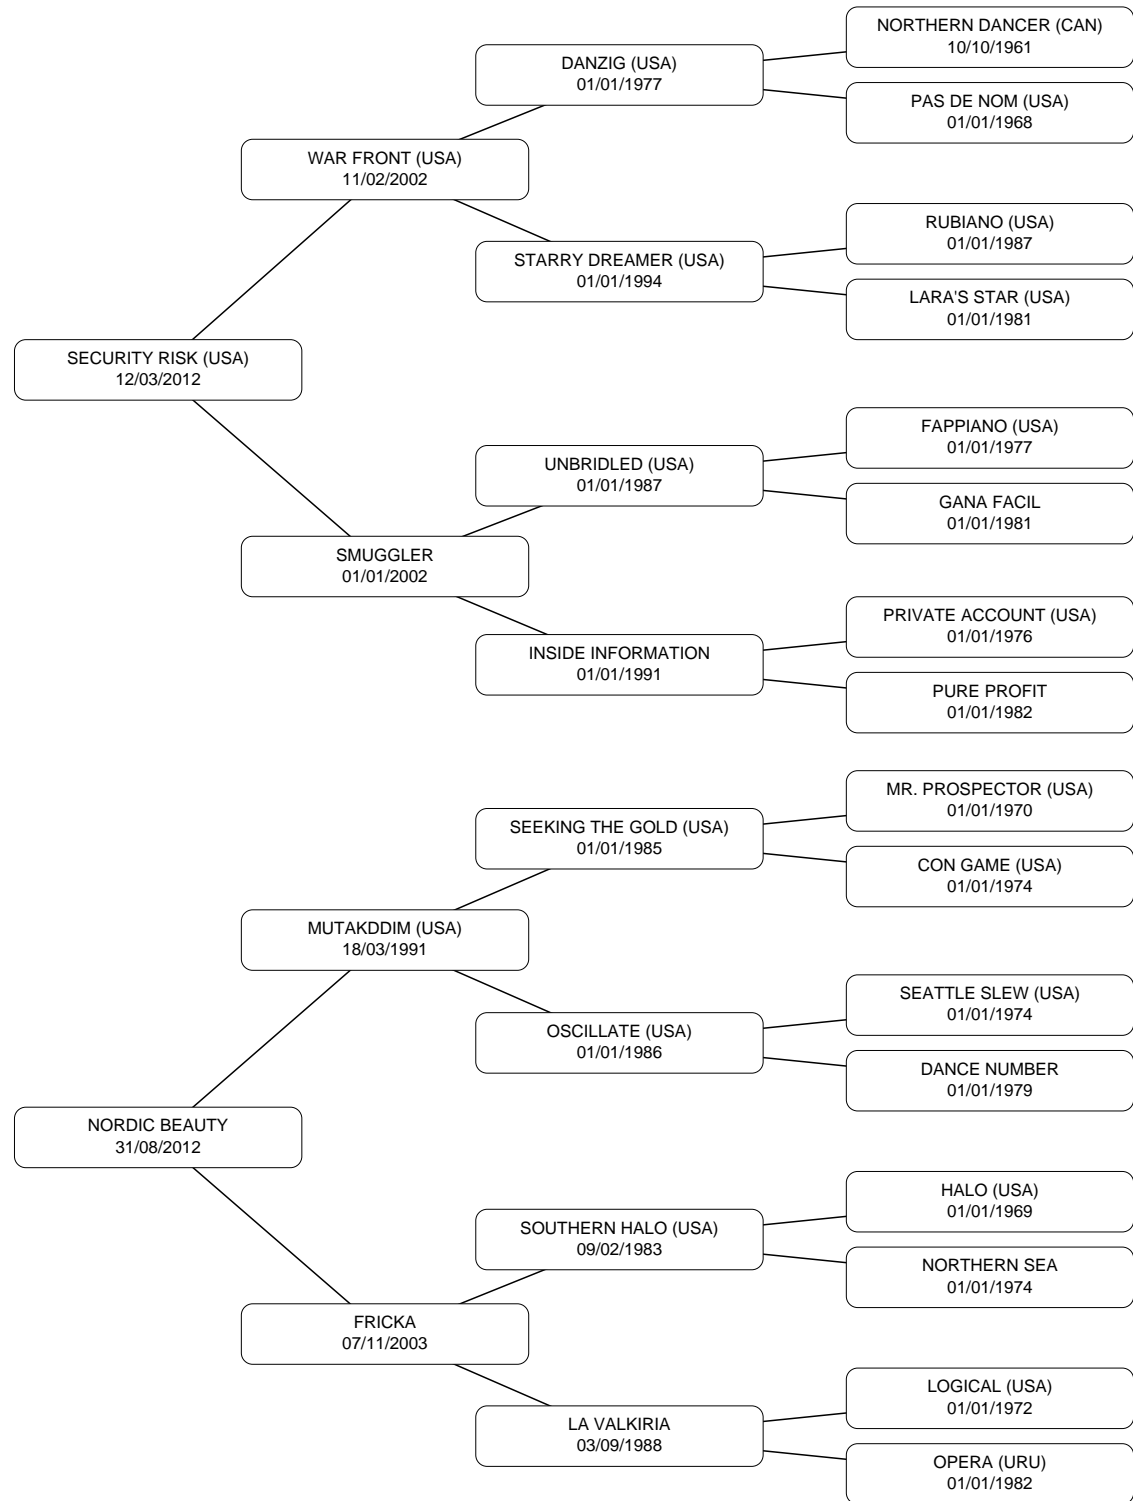 NORTHERN DANCER (CAN)
10/10/1961
DANZIG (USA)
01/01/1977
PAS DE NOM (USA)
01/01/1968
WAR FRONT (USA)
11/02/2002
RUBIANO (USA)
01/01/1987
STARRY DREAMER (USA)
01/01/1994
LARA'S STAR (USA)
01/01/1981
SECURITY RISK (USA)
12/03/2012
FAPPIANO (USA)
01/01/1977
UNBRIDLED (USA)
01/01/1987
GANA FACIL
01/01/1981
SMUGGLER
01/01/2002
PRIVATE ACCOUNT (USA)
01/01/1976
INSIDE INFORMATION
01/01/1991
PURE PROFIT
01/01/1982
MR. PROSPECTOR (USA)
01/01/1970
SEEKING THE GOLD (USA)
01/01/1985
CON GAME (USA)
01/01/1974
MUTAKDDIM (USA)
18/03/1991
SEATTLE SLEW (USA)
01/01/1974
OSCILLATE (USA)
01/01/1986
DANCE NUMBER
01/01/1979
NORDIC BEAUTY
31/08/2012
HALO (USA)
01/01/1969
SOUTHERN HALO (USA)
09/02/1983
NORTHERN SEA
01/01/1974
FRICKA
07/11/2003
LOGICAL (USA)
01/01/1972
LA VALKIRIA
03/09/1988
OPERA (URU)
01/01/1982